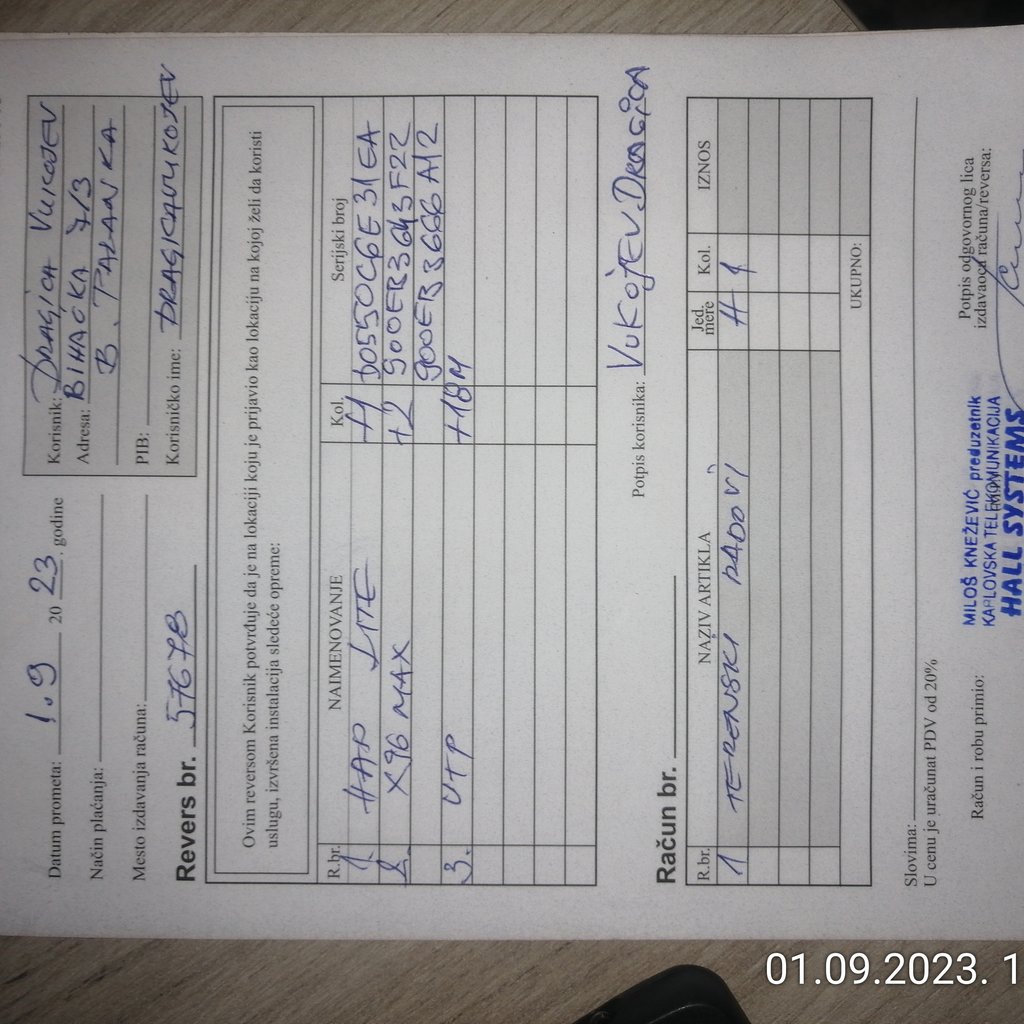 Datum prometa: 1.9 2023. godine
Način plaćanja:
Mesto izdavanja računa:
Revers br. 57678
Korisnik: DRAGICA VUKOJEV
Adresa: BIHAĆKA 7/3
B. PALANKA
PIB:
Korisničko ime: DRAGICAVUKOJEV
Ovim reversom Korisnik potvrđuje da je na lokaciji koju je prijavio kao lokaciju na kojoj želi da koristi
uslugu, izvršena instalacija sledeće opreme:
R.br. NAIMENOVANJE Kol. Serijski broj
1. HAP LITE +1 D0550C6E31EA
2. X96 MAX +2 900EB3643F22
900EB3666A12
3. UTP +18M
Potpis korisnika: VUKOJEV DRAGICA
Račun br.
R.br. NAZIV ARTIKLA Jed. mere Kol. IZNOS
1 TERENSKI RADOVI H 1
UKUPNO:
Slovima:
U cenu je uračunat PDV od 20%
Račun i robu primio:
Potpis odgovornog lica
izdavaoca računa/reversa:
MILOŠ KNEŽEVIĆ preduzetnik
KARLOVSKA TELEKOMUNIKACIJA
HALL SYSTEMS
01.09.2023. 1